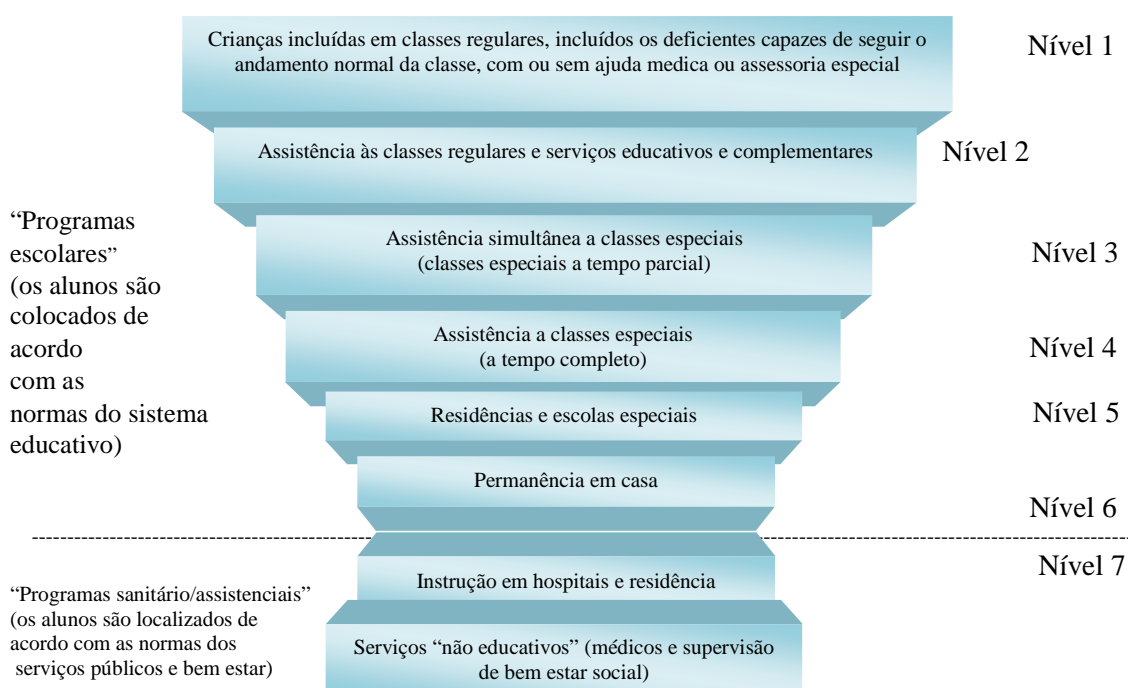 Crianças incluídas em classes regulares, incluídos os deficientes capazes de seguir o
andamento normal da classe, com ou sem ajuda medica ou assessoria especial
Nível 1
Assistência às classes regulares e serviços educativos e complementares
Nível 2
Assistência simultânea a classes especiais
(classes especiais a tempo parcial)
Nível 3
Assistência a classes especiais
(a tempo completo)
Nível 4
Residências e escolas especiais
Nível 5
Permanência em casa
Nível 6
“Programas
escolares”
(os alunos são
colocados de
acordo
com as
normas do sistema
educativo)
Instrução em hospitais e residência
Nível 7
Serviços “não educativos” (médicos e supervisão
de bem estar social)
“Programas sanitário/assistenciais”
(os alunos são localizados de
acordo com as normas dos
serviços públicos e bem estar)